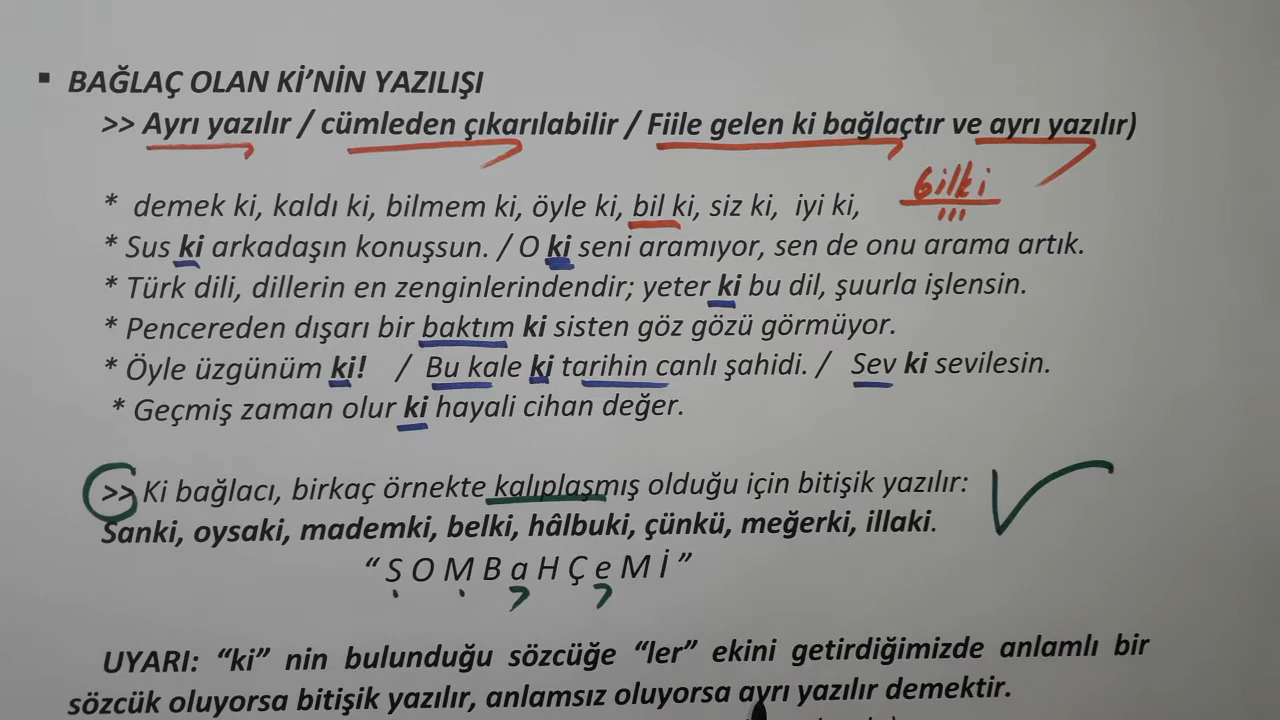 ▪ BAĞLAÇ OLAN Kİ’NİN YAZILIŞI
>> Ayrı yazılır / cümleden çıkarılabilir / Fiile gelen ki bağlaçtır ve ayrı yazılır)
bilki
* demek ki, kaldı ki, bilmem ki, öyle ki, bil ki, siz ki, iyi ki,
* Sus ki arkadaşın konuşsun. / O ki seni aramıyor, sen de onu arama artık.
* Türk dili, dillerin en zenginlerindendir; yeter ki bu dil, şuurla işlensin.
* Pencereden dışarı bir baktım ki sisten göz gözü görmüyor.
* Öyle üzgünüm ki! / Bu kale ki tarihin canlı şahidi. / Sev ki sevilesin.
* Geçmiş zaman olur ki hayali cihan değer.
>> Ki bağlacı, birkaç örnekte kalıplaşmış olduğu için bitişik yazılır:
Sanki, oysaki, mademki, belki, hâlbuki, çünkü, meğerki, illaki.
“ S O M B a H Ç e M İ ”
UYARI: “ki” nin bulunduğu sözcüğe “ler” ekini getirdiğimizde anlamlı bir
sözcük oluyorsa bitişik yazılır, anlamsız oluyorsa ayrı yazılır demektir.